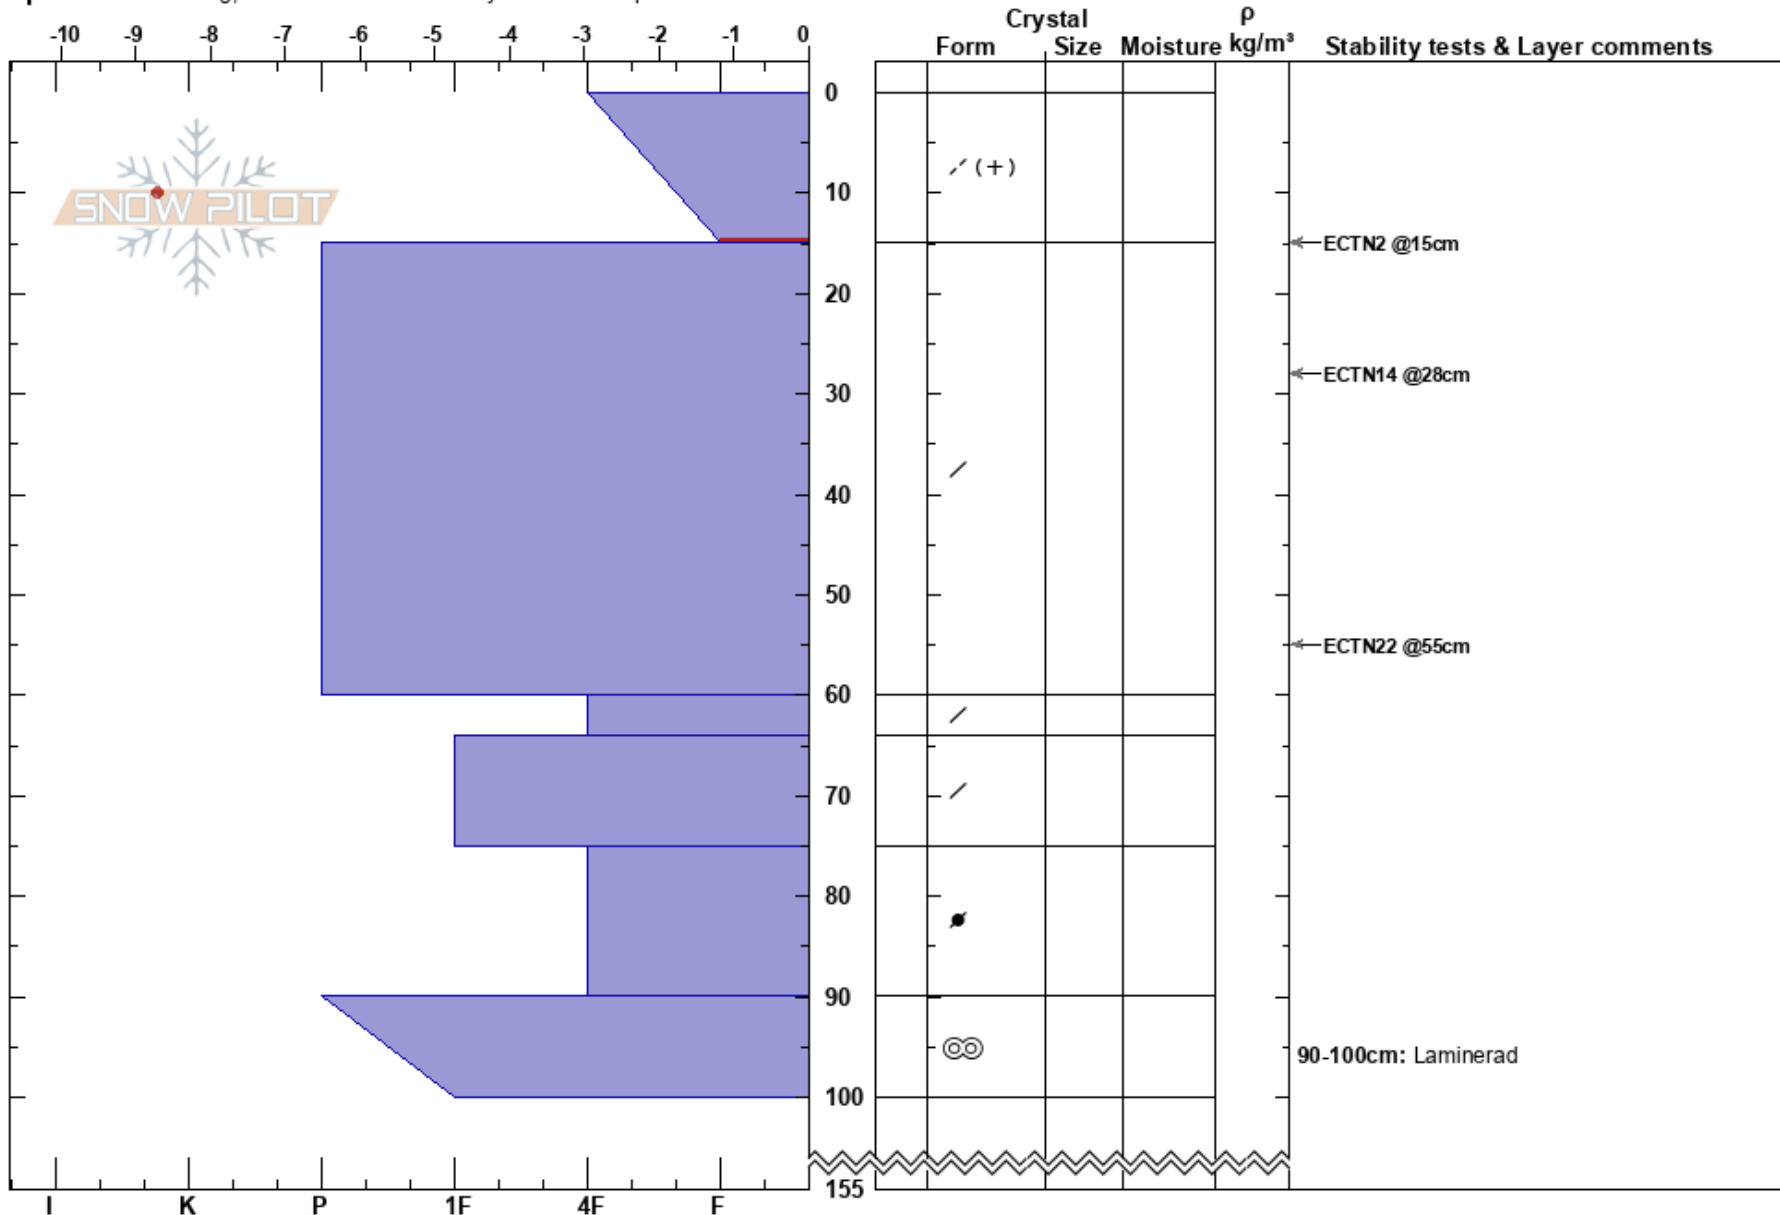 Crystal ρ
-10 -9 -8 -7 -6 -5 -4 -3 -2 -1 0
Form Size Moisture kg/m³ Stability tests & Layer comments
0
(+)
10
SNOW PILOT
ECTN2 @15cm
20
ECTN14 @28cm
30
40
50
ECTN22 @55cm
60
70
80
90
90-100cm: Laminerad
100
155
I K P 1F 4F F